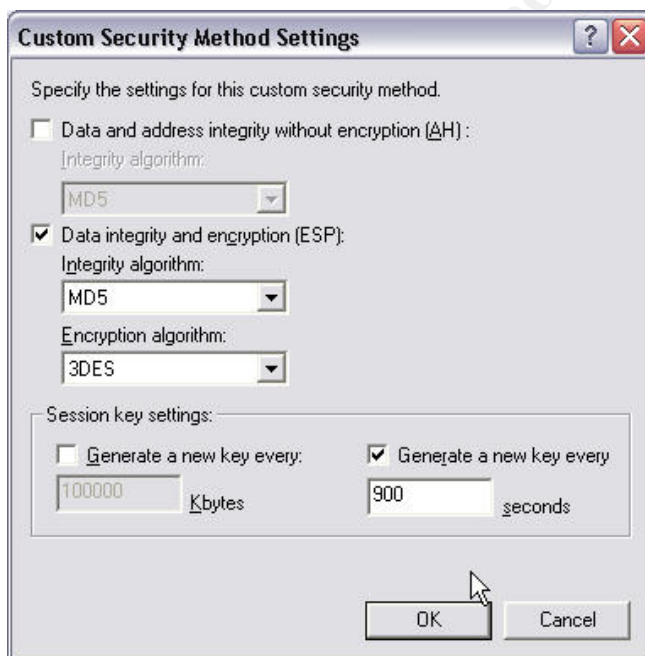 Custom Security Method Settings
Specify the settings for this custom security method.
Data and address integrity without encryption (AH) :
Integrity algorithm:
MD5
Data integrity and encryption (ESP):
Integrity algorithm:
MD5
Encryption algorithm:
3DES
Session key settings:
Generate a new key every:
100000 Kbytes
Generate a new key every
900 seconds
OK Cancel